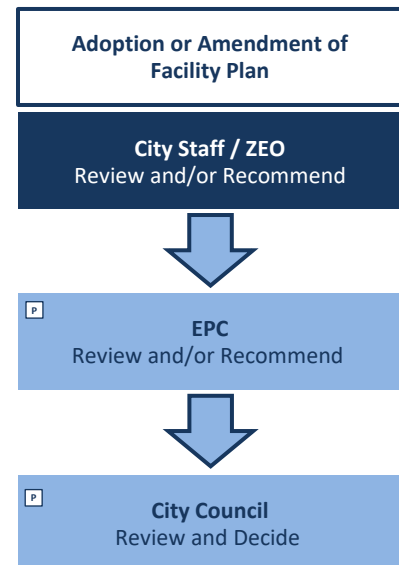 Adoption or Amendment of
Facility Plan
City Staff / ZEO
Review and/or Recommend
P
EPC
Review and/or Recommend
P
City Council
Review and Decide